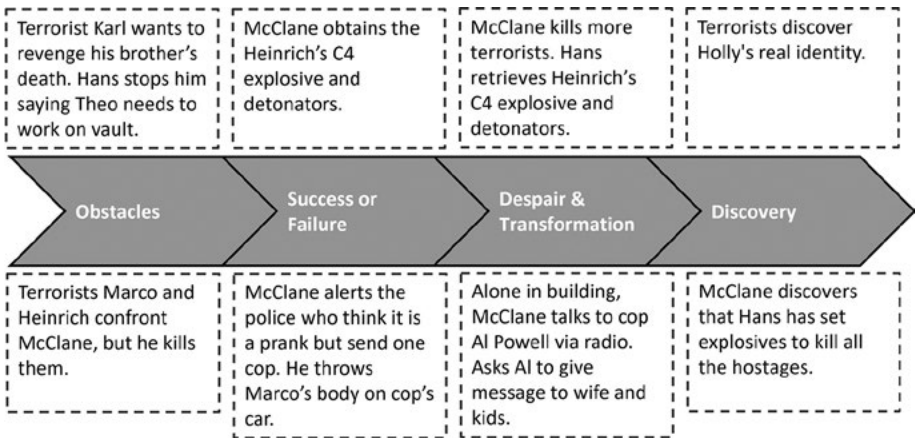 Terrorist Karl wants to
revenge his brother's
death. Hans stops him
saying Theo needs to
work on vault.
McClane obtains the
Heinrich's C4
explosive and
detonators.
McClane kills more
terrorists. Hans
retrieves Heinrich's
C4 explosive and
detonators.
Terrorists discover
Holly's real identity.
Obstacles
Success or
Failure
Despair &
Transformation
Discovery
Terrorists Marco and
Heinrich confront
McClane, but he kills
them.
McClane alerts the
police who think it is
a prank but send one
cop. He throws
Marco's body on cop's
car.
Alone in building,
McClane talks to cop
Al Powell via radio.
Asks Al to give
message to wife and
kids.
McClane discovers
that Hans has set
explosives to kill all
the hostages.